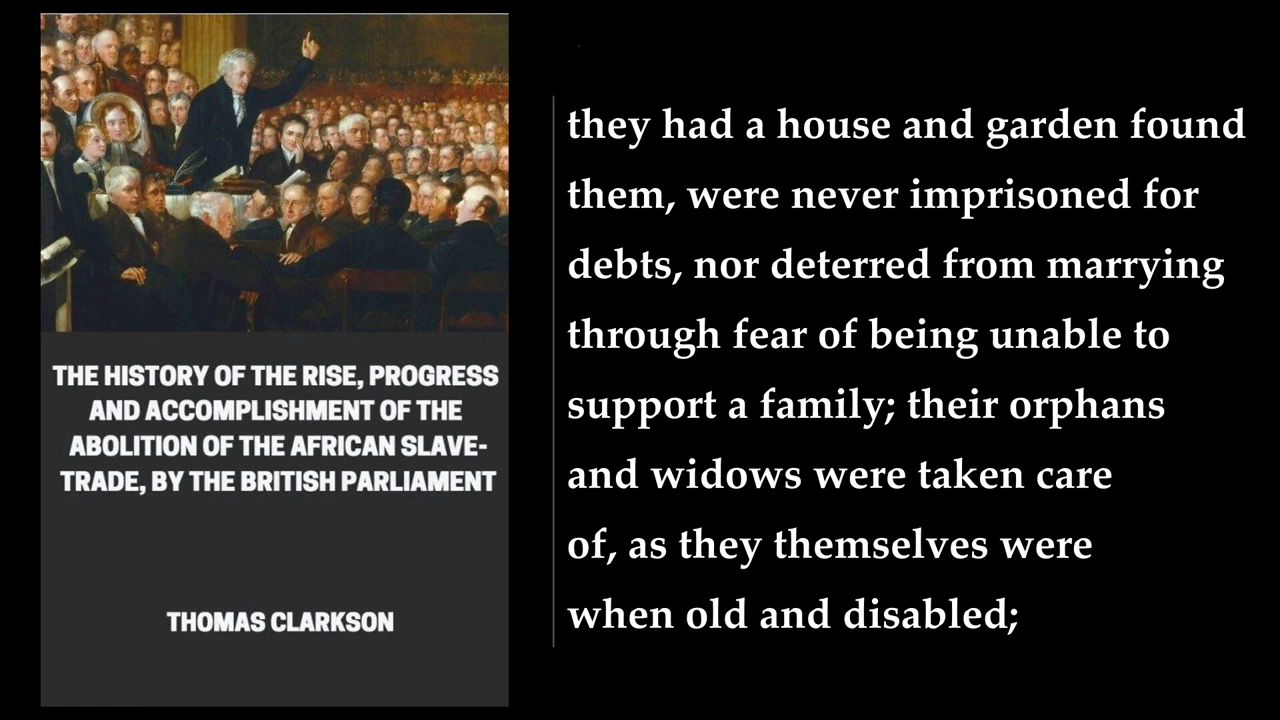 THE HISTORY OF THE RISE, PROGRESS
AND ACCOMPLISHMENT OF THE
ABOLITION OF THE AFRICAN SLAVE-
TRADE, BY THE BRITISH PARLIAMENT
THOMAS CLARKSON
they had a house and garden found
them, were never imprisoned for
debts, nor deterred from marrying
through fear of being unable to
support a family; their orphans
and widows were taken care
of, as they themselves were
when old and disabled;